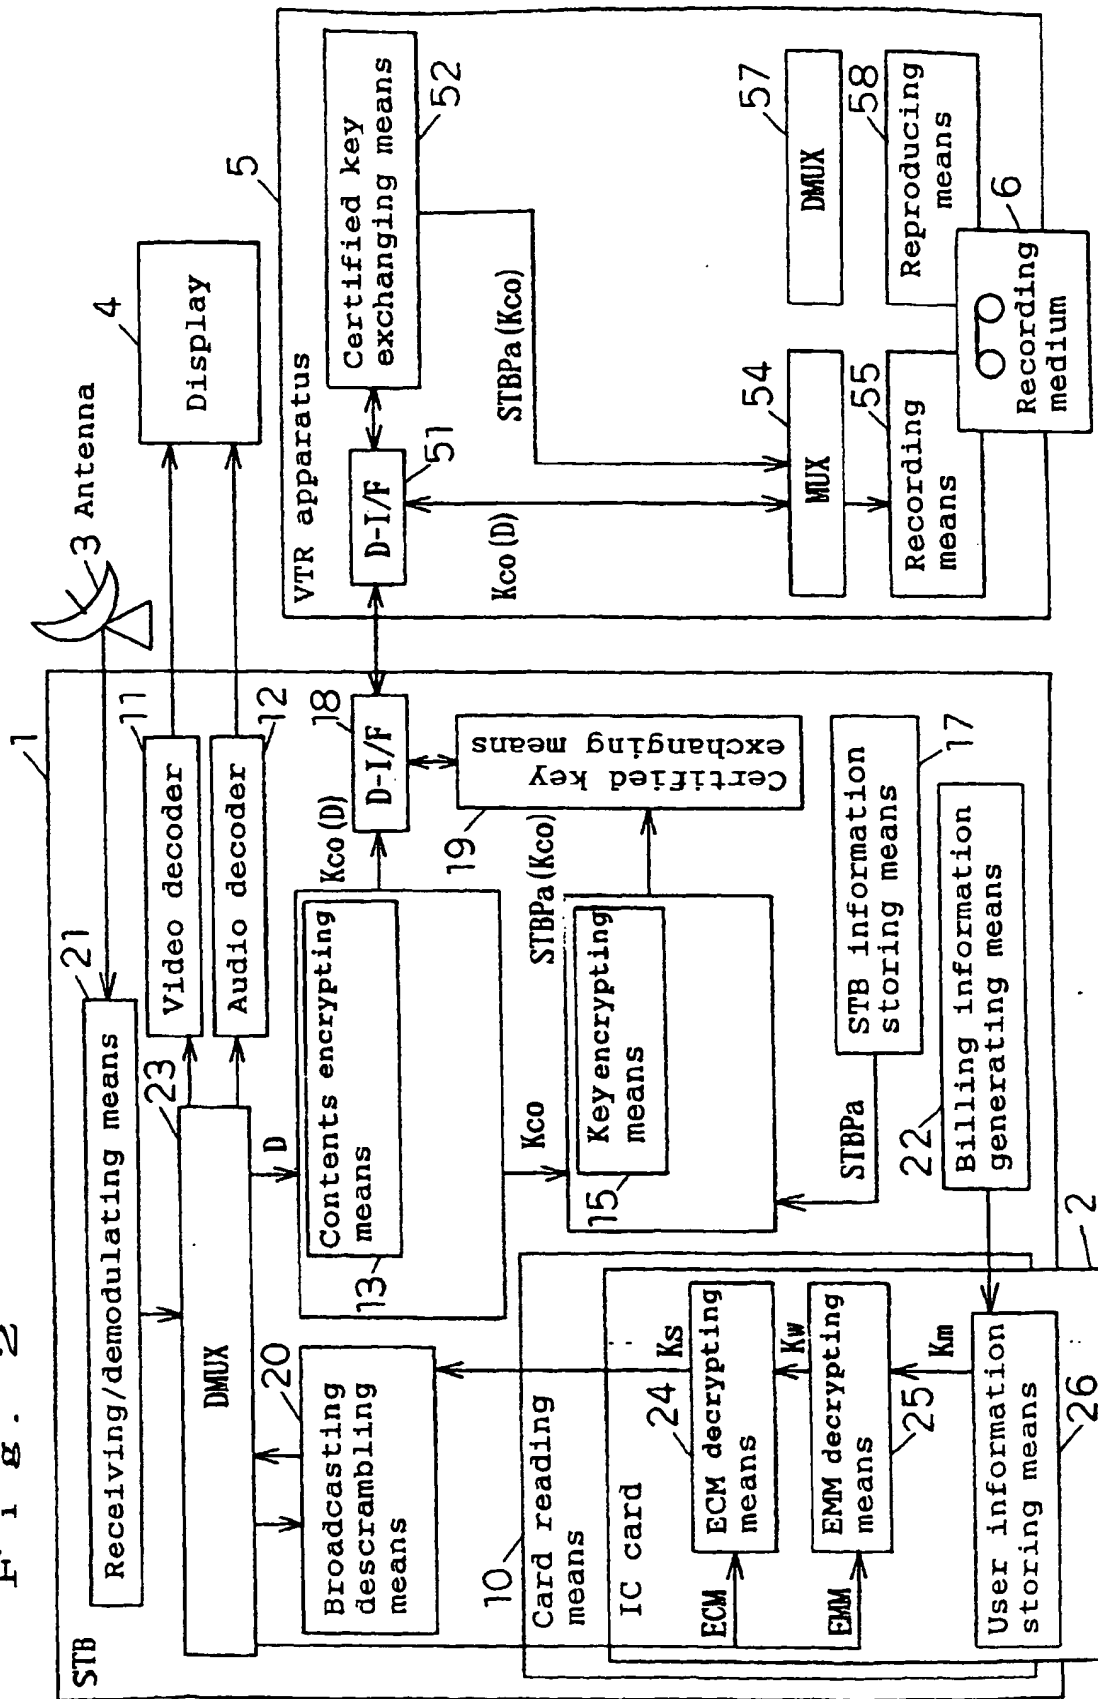 Fig. 2
STB
1
Receiving/demodulating means
21
3 Antenna
DMUX
23
Video decoder
11
Audio decoder
12
Display
4
Broadcasting
descrambling
means
20
D
Contents encrypting
means
13
Kco(D)
D-I/F
18
Kco
Key encrypting
means
15
STBPa(Kco)
Certified key
exchanging means
19
STBPa
STB information
storing means
17
Billing information
generating means
22
10
Card reading
means
IC card
2
Ks
ECM
ECM decrypting
means
24
Kw
EMM
EMM decrypting
means
25
Km
User information
storing means
26
VTR apparatus
5
D-I/F
51
Certified key
exchanging means
52
STBPa(Kco)
Kco(D)
MUX
54
DMUX
57
Recording
means
55
Reproducing
means
58
Recording
medium
6